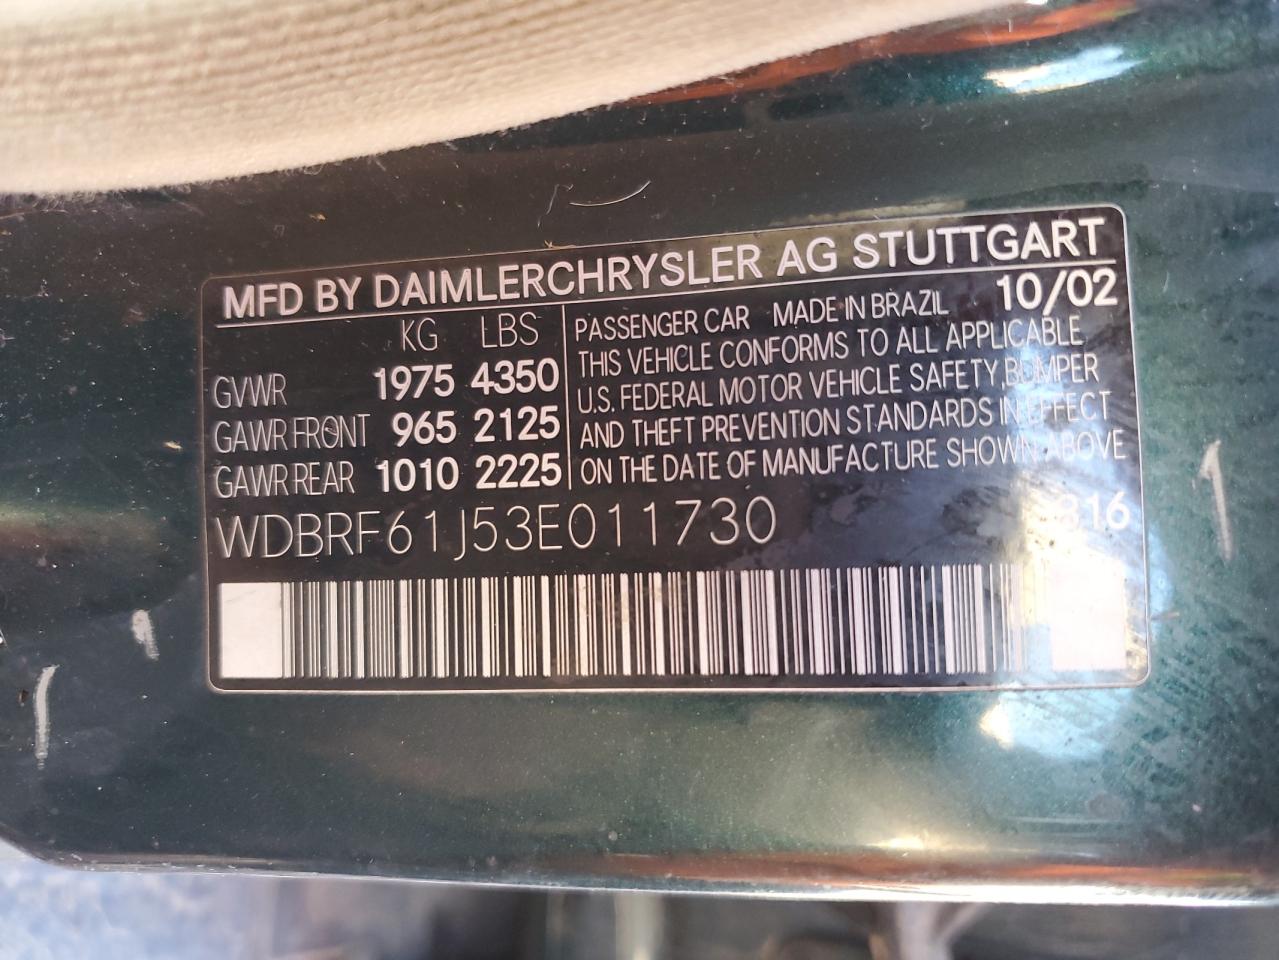 MFD BY DAIMLERCHRYSLER AG STUTTGART
KG LBS
GVWR 1975 4350
GAWR FRONT 965 2125
GAWR REAR 1010 2225
PASSENGER CAR MADE IN BRAZIL 10/02
THIS VEHICLE CONFORMS TO ALL APPLICABLE
U.S. FEDERAL MOTOR VEHICLE SAFETY, BUMPER
AND THEFT PREVENTION STANDARDS IN EFFECT
ON THE DATE OF MANUFACTURE SHOWN ABOVE
WDBRF61J53E011730